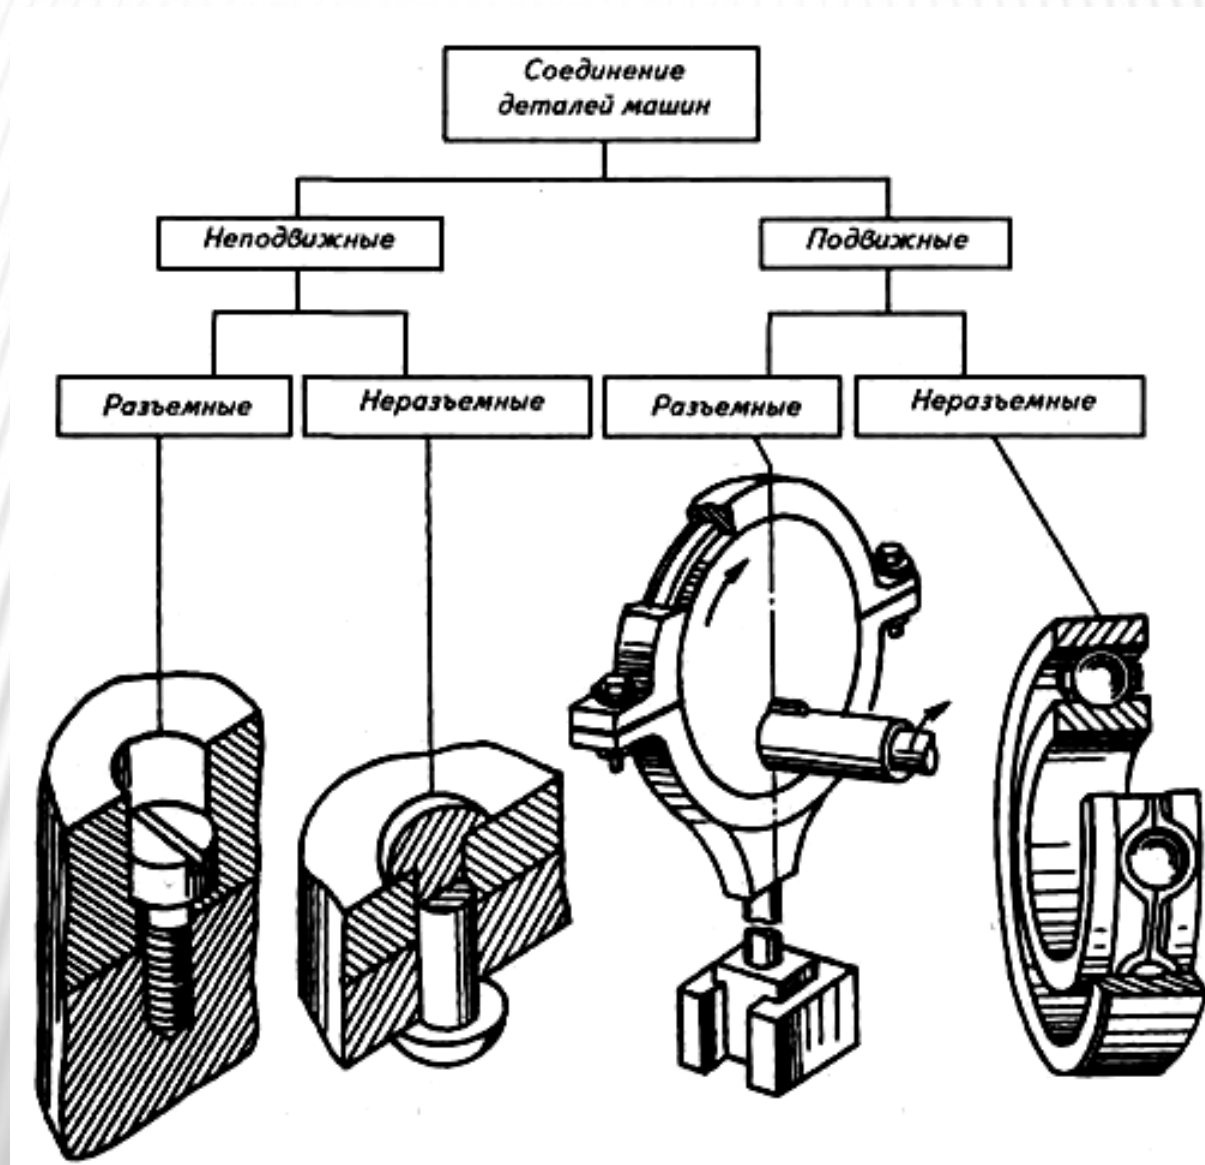 Соединение
деталей машин
Неподвижные
Подвижные
Разъемные
Неразъемные
Разъемные
Неразъемные